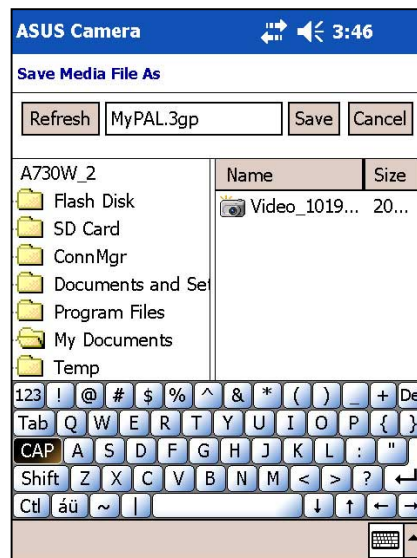 ASUS Camera 3:46
Save Media File As
Refresh MyPAL.3gp Save Cancel
A730W_2 Name Size
Flash Disk Video_1019... 20...
SD Card
ConnMgr
Documents and Set
Program Files
My Documents
Temp
123 ! @ # $ % ^ & * ( ) _ + De
Tab Q W E R T Y U I O P { }
CAP A S D F G H J K L : "
Shift Z X C V B N M < > ? ↵
Ctl áü ~ | ↓ ↑ ← →